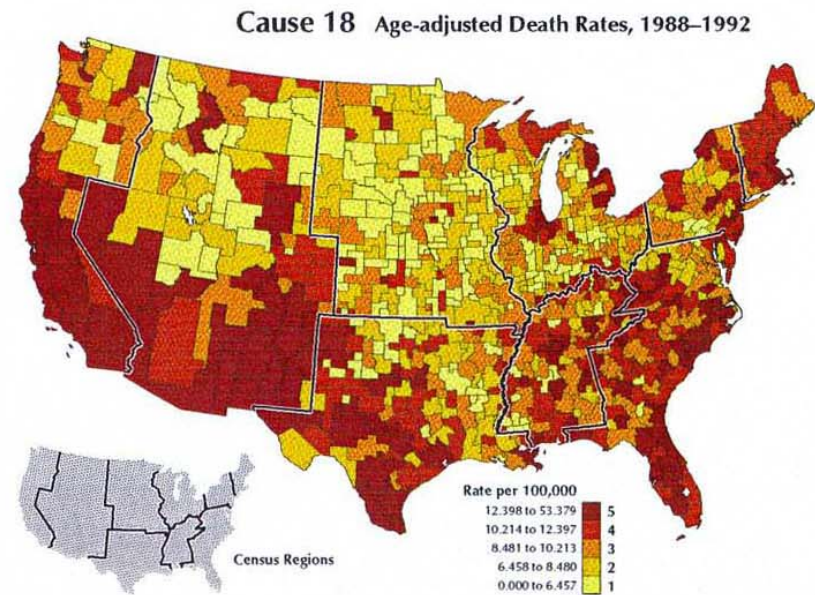 Cause 18 Age-adjusted Death Rates, 1988–1992
Rate per 100,000
12.398 to 53.379 5
10.214 to 12.397 4
8.481 to 10.213 3
6.458 to 8.480 2
0.000 to 6.457 1
Census Regions